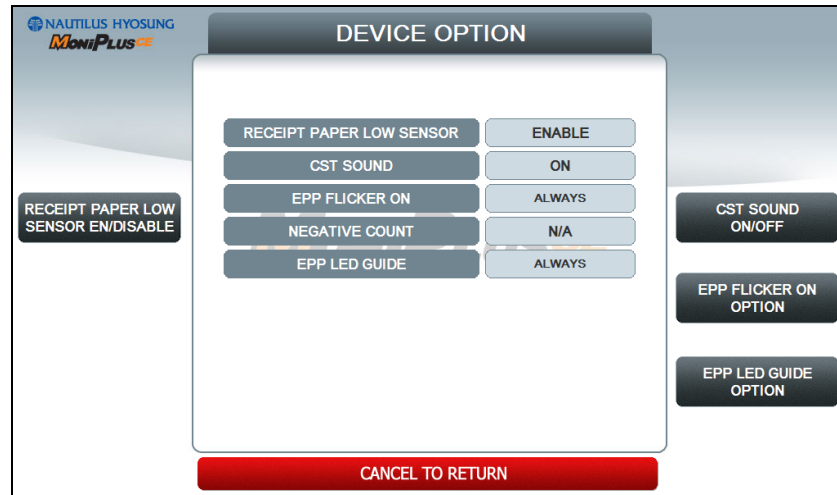 NAUTILUS HYOSUNG
MoniPlusCE
DEVICE OPTION
RECEIPT PAPER LOW SENSOR ENABLE
CST SOUND ON
EPP FLICKER ON ALWAYS
NEGATIVE COUNT N/A
EPP LED GUIDE ALWAYS
RECEIPT PAPER LOW
SENSOR EN/DISABLE
CST SOUND
ON/OFF
EPP FLICKER ON
OPTION
EPP LED GUIDE
OPTION
CANCEL TO RETURN